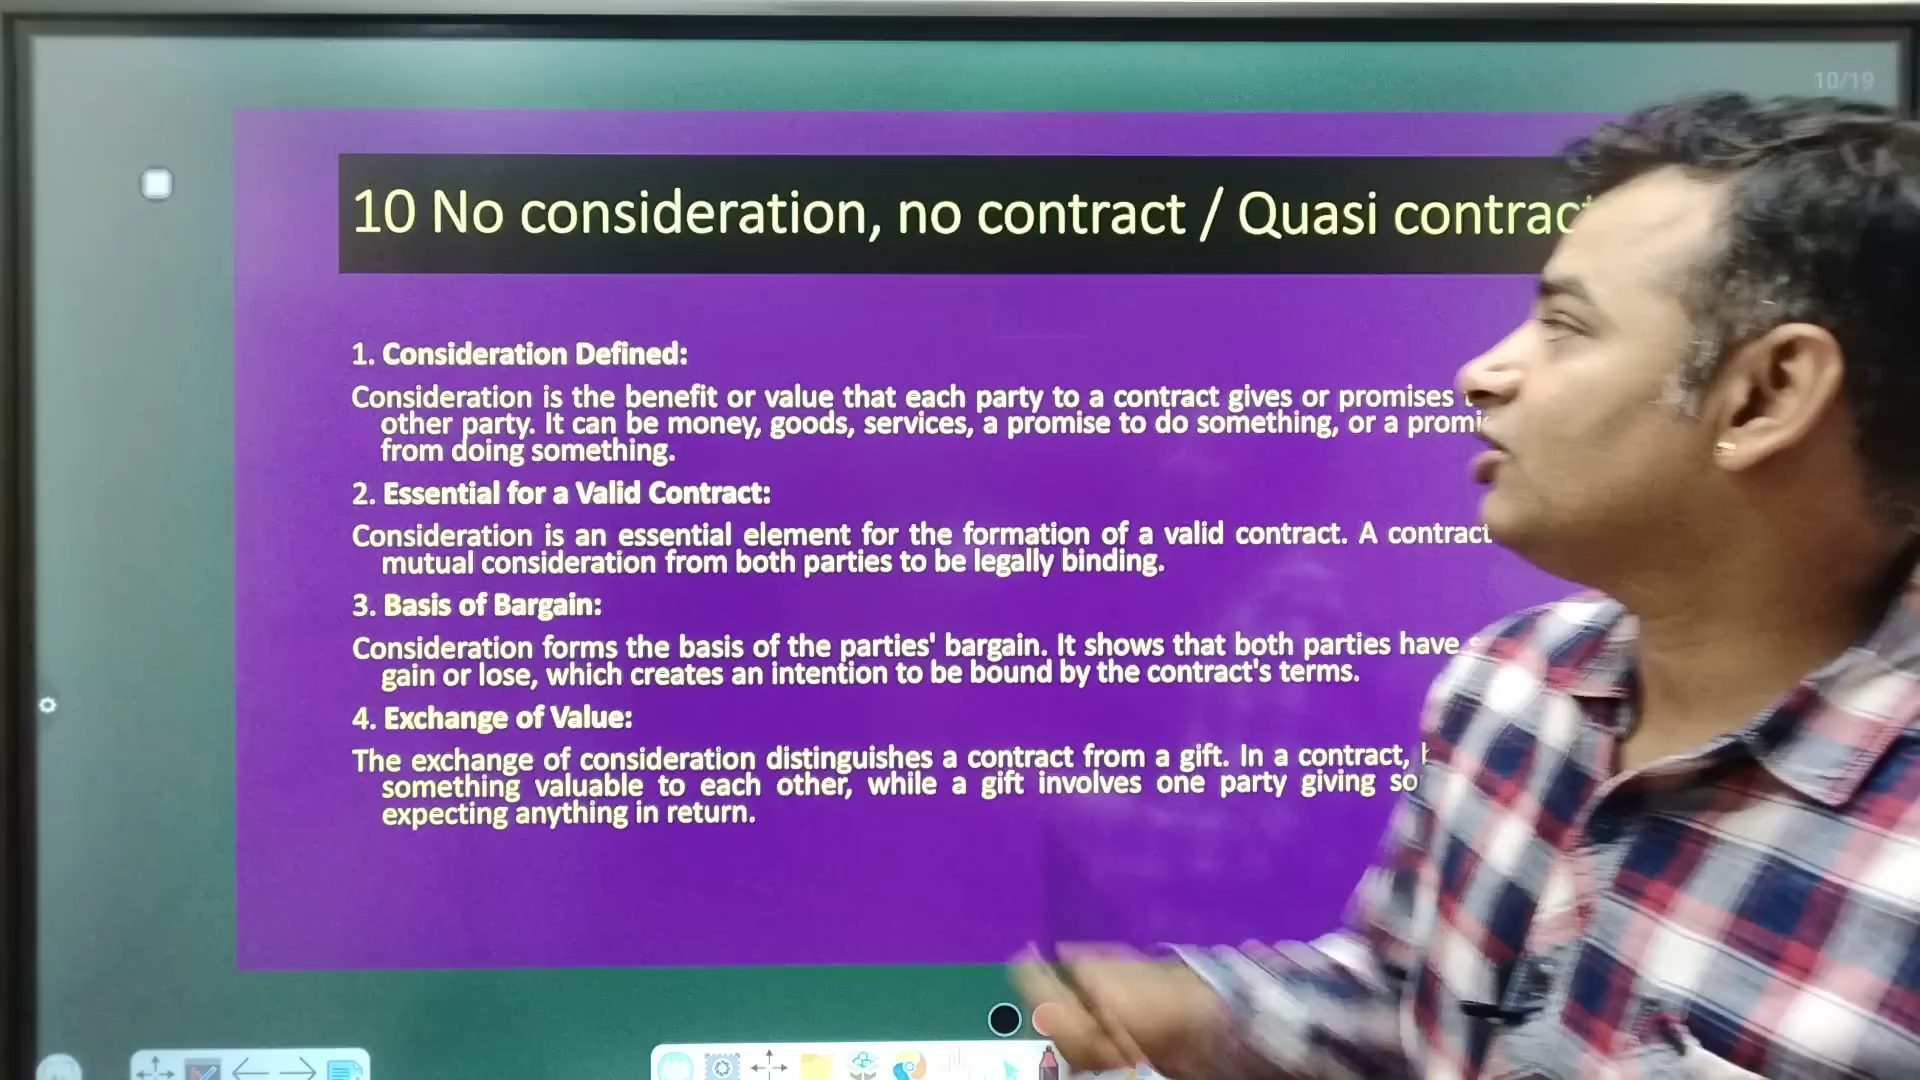 10/19
10 No consideration, no contract / Quasi contract
1. Consideration Defined:
Consideration is the benefit or value that each party to a contract gives or promises
other party. It can be money, goods, services, a promise to do something, or a
from doing something.
2. Essential for a Valid Contract:
Consideration is an essential element for the formation of a valid contract. A contract
mutual consideration from both parties to be legally binding.
3. Basis of Bargain:
Consideration forms the basis of the parties' bargain. It shows that both parties have
gain or lose, which creates an intention to be bound by the contract's terms.
4. Exchange of Value:
The exchange of consideration distinguishes a contract from a gift. In a contract,
something valuable to each other, while a gift involves one party giving
expecting anything in return.